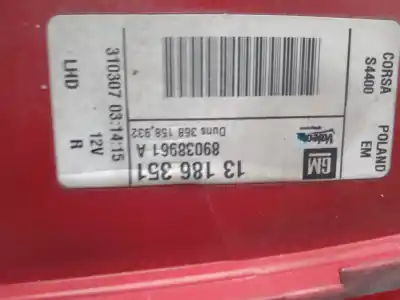 GM
Valeo
13 186 351
89038961 A
Duns 368 158,932
CORSA POLAND
S4400 EM
310307 03:14:15
LHD 12V R